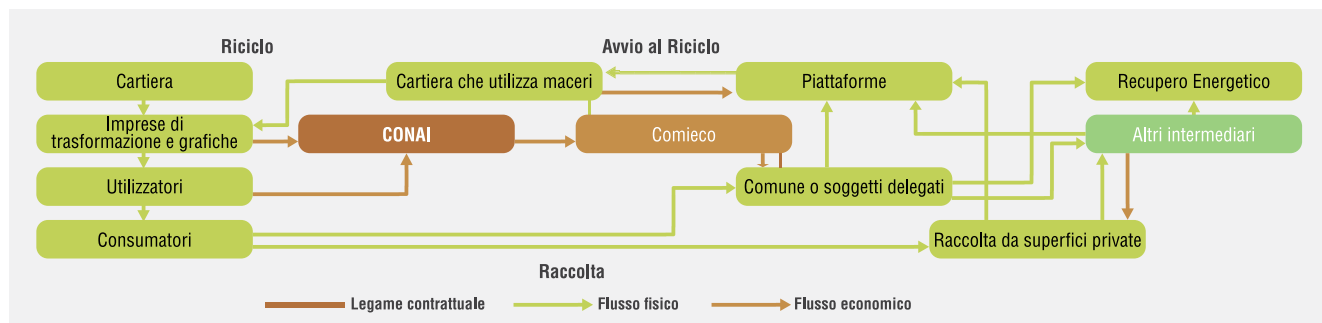 Riciclo
Avvio al Riciclo
Cartiera
Cartiera che utilizza maceri
Piattaforme
Recupero Energetico
Imprese di
trasformazione e grafiche
CONAI
Comieco
Altri intermediari
Utilizzatori
Comune o soggetti delegati
Consumatori
Raccolta da superfici private
Raccolta
Legame contrattuale
Flusso fisico
Flusso economico